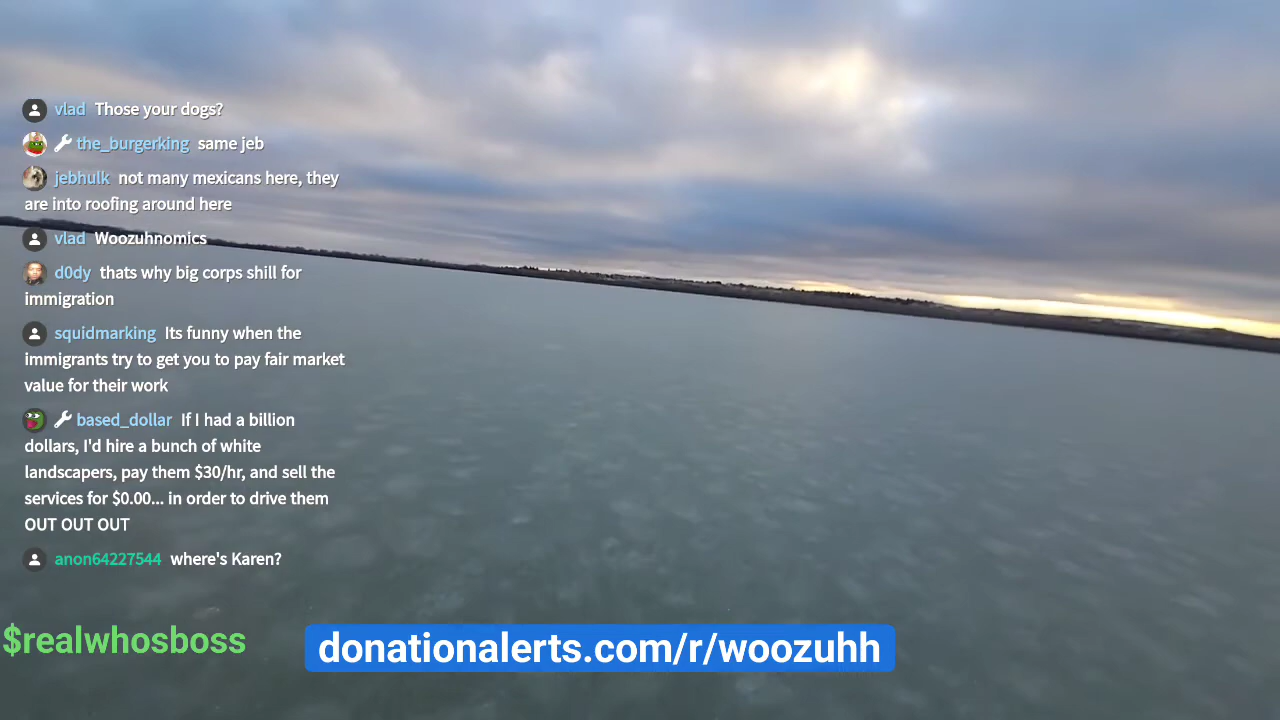 vlad Those your dogs?
the_burgerking same jeb
jebhulk not many mexicans here, they
are into roofing around here
vlad Woozuhnomics
d0dy thats why big corps shill for
immigration
squidmarking Its funny when the
immigrants try to get you to pay fair market
value for their work
based_dollar If I had a billion
dollars, I'd hire a bunch of white
landscapers, pay them $30/hr, and sell the
services for $0.00... in order to drive them
OUT OUT OUT
anon64227544 where's Karen?
$realwhosboss
donationalerts.com/r/woozuhh